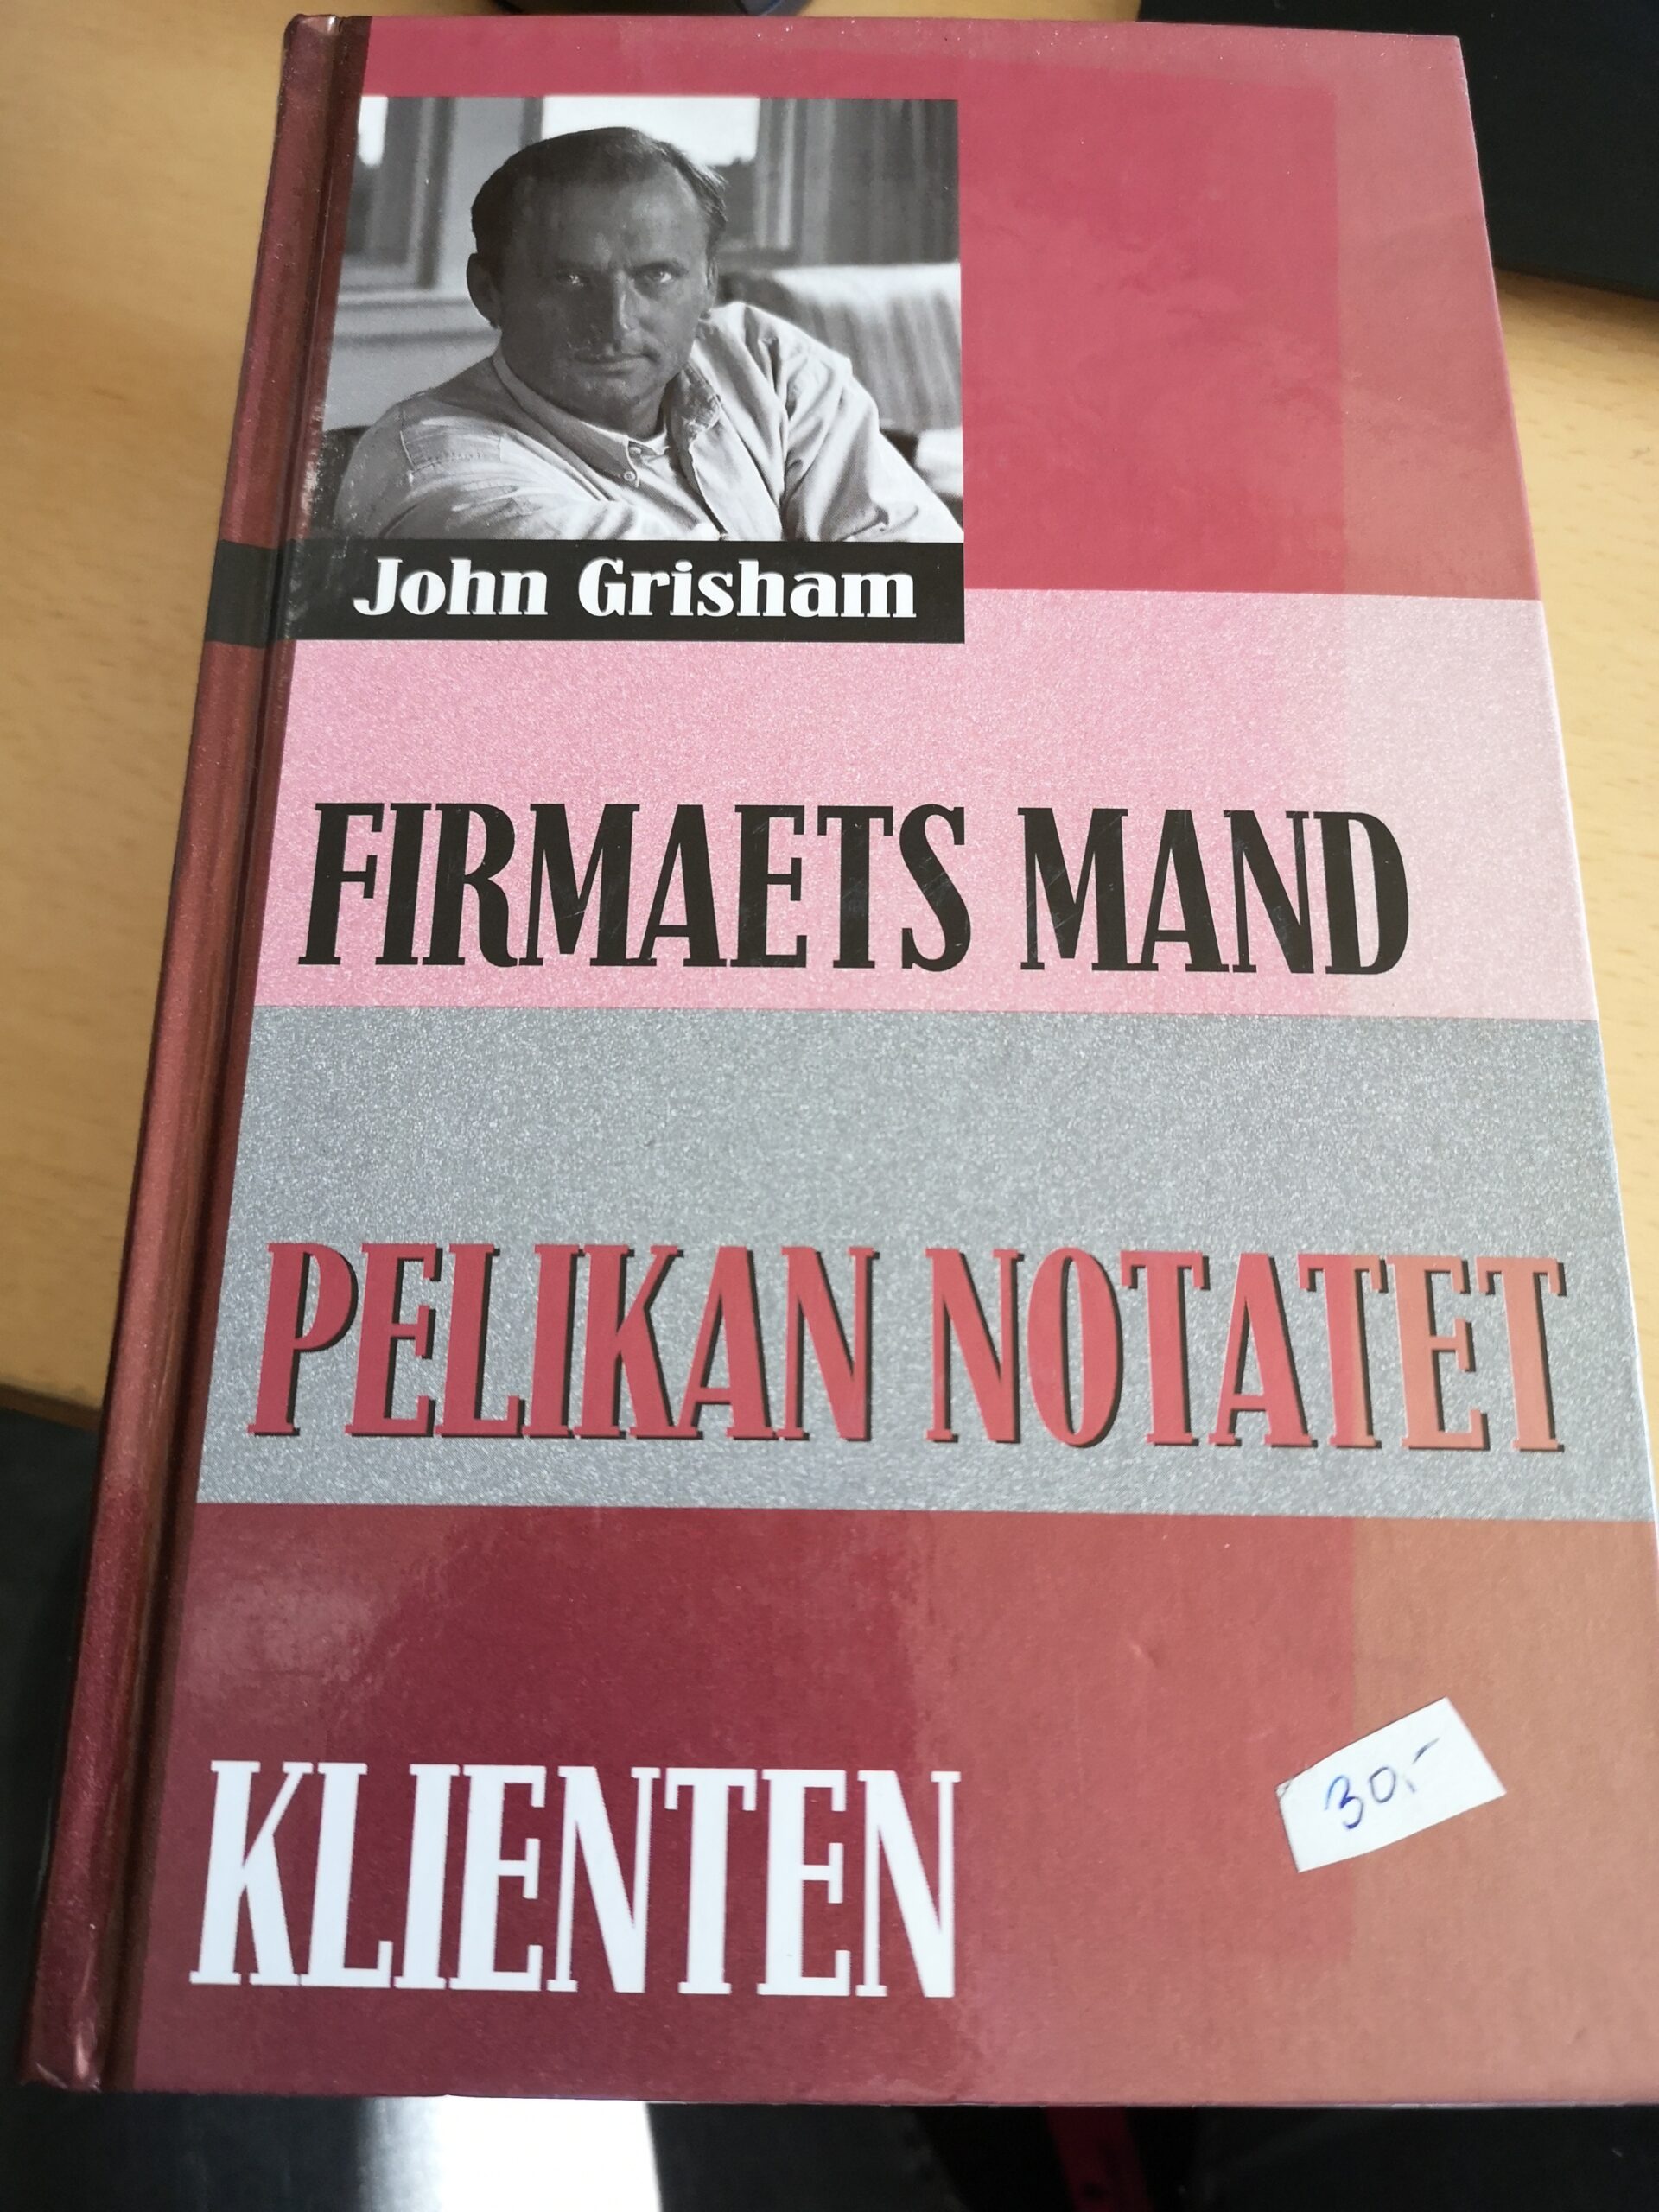 John Grisham
FIRMAETS MAND
PELIKAN NOTATET
KLIENTEN
30,-